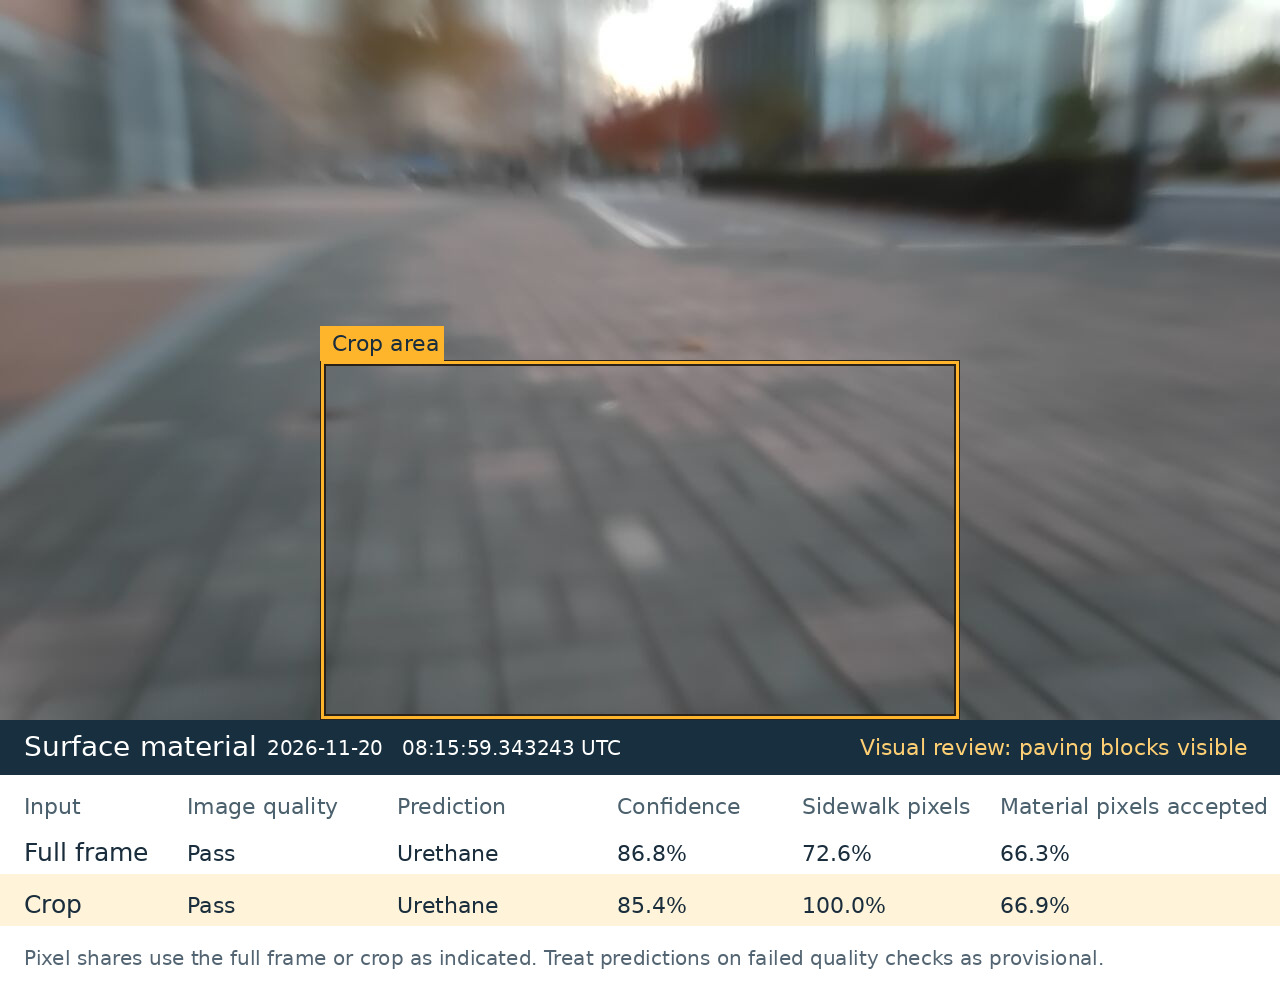 Crop area
Surface material 2026-11-20 08:15:59.343243 UTC Visual review: paving blocks visible
Input Image quality Prediction Confidence Sidewalk pixels Material pixels accepted
Full frame Pass Urethane 86.8% 72.6% 66.3%
Crop Pass Urethane 85.4% 100.0% 66.9%
Pixel shares use the full frame or crop as indicated. Treat predictions on failed quality checks as provisional.